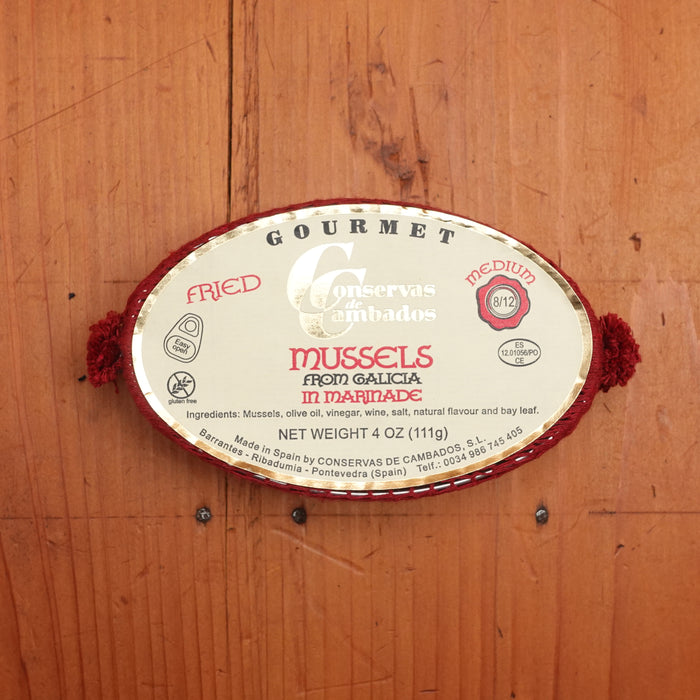 GOURMET
FRIED
Conservas
de
Cambados
MEDIUM
8/12
Easy
open
ES
12.01056/PO
CE
MUSSELS
FROM GALICIA
IN MARINADE
gluten free
Ingredients: Mussels, olive oil, vinegar, wine, salt, natural flavour and bay leaf.
NET WEIGHT 4 OZ (111g)
Made in Spain by CONSERVAS DE CAMBADOS, S.L.
Barrantes - Ribadumia - Pontevedra (Spain) Telf.: 0034 986 745 405